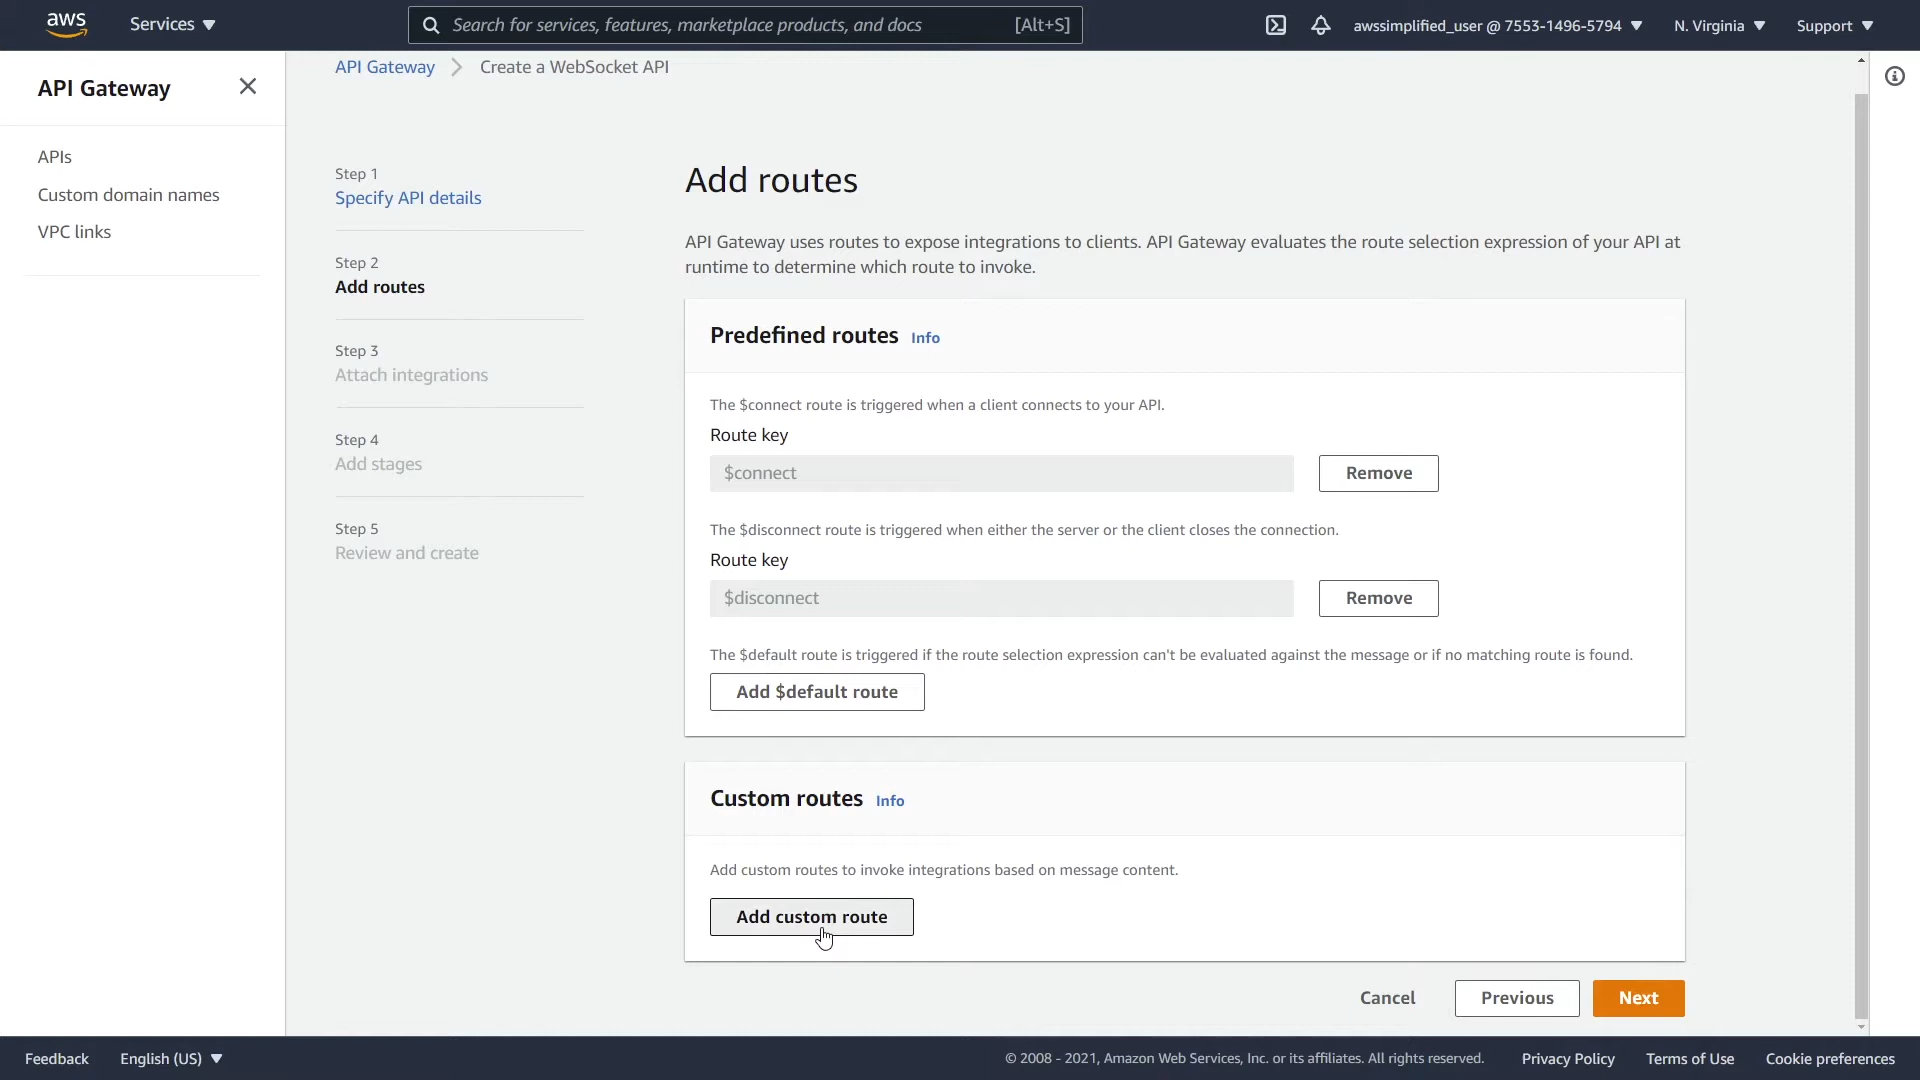 aws
Services
Search for services, features, marketplace products, and docs
[Alt+S]
awssimplified_user @ 7553-1496-5794
N. Virginia
Support
API Gateway
APIs
Custom domain names
VPC links
API Gateway
Create a WebSocket API
Step 1
Specify API details
Step 2
Add routes
Step 3
Attach integrations
Step 4
Add stages
Step 5
Review and create
Add routes
API Gateway uses routes to expose integrations to clients. API Gateway evaluates the route selection expression of your API at
runtime to determine which route to invoke.
Predefined routes Info
The $connect route is triggered when a client connects to your API.
Route key
$connect
Remove
The $disconnect route is triggered when either the server or the client closes the connection.
Route key
$disconnect
Remove
The $default route is triggered if the route selection expression can't be evaluated against the message or if no matching route is found.
Add $default route
Custom routes Info
Add custom routes to invoke integrations based on message content.
Add custom route
Cancel
Previous
Next
Feedback
English (US)
© 2008 - 2021, Amazon Web Services, Inc. or its affiliates. All rights reserved.
Privacy Policy
Terms of Use
Cookie preferences